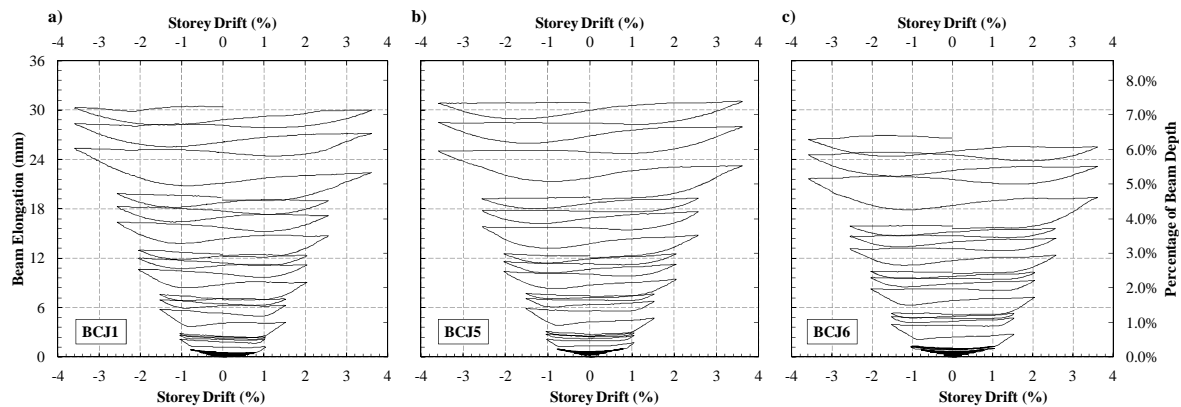 a)
Storey Drift (%)
-4 -3 -2 -1 0 1 2 3 4
36
30
24
18
12
6
0
Beam Elongation (mm)
BCJ1
-4 -3 -2 -1 0 1 2 3 4
Storey Drift (%)
b)
Storey Drift (%)
-4 -3 -2 -1 0 1 2 3 4
BCJ5
-4 -3 -2 -1 0 1 2 3 4
Storey Drift (%)
c)
Storey Drift (%)
-4 -3 -2 -1 0 1 2 3 4
8.0%
7.0%
6.0%
5.0%
4.0%
3.0%
2.0%
1.0%
0.0%
Percentage of Beam Depth
BCJ6
-4 -3 -2 -1 0 1 2 3 4
Storey Drift (%)